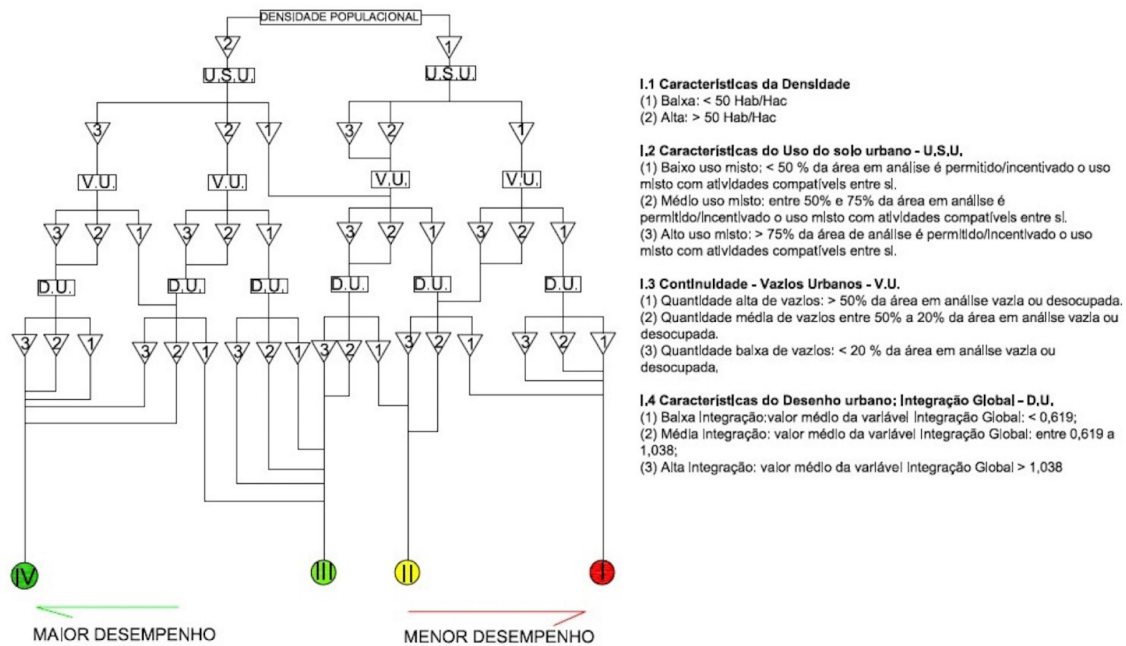 DENSIDADE POPULACIONAL
2 1
U.S.U. U.S.U.
3 2 1 3 2 1
V.U. V.U. V.U. V.U.
3 2 1 3 2 1 3 2 1 3 2 1
D.U. D.U. D.U. D.U. D.U.
3 2 1 3 2 1 3 2 1 3 2 1 3 2 1 3 2 1
IV III II I
MAIOR DESEMPENHO MENOR DESEMPENHO
I.1 Características da Densidade
(1) Baixa: < 50 Hab/Hac
(2) Alta: > 50 Hab/Hac
I.2 Características do Uso do solo urbano - U.S.U.
(1) Baixo uso misto: < 50 % da área em análise é permitido/incentivado o uso
misto com atividades compatíveis entre si.
(2) Médio uso misto: entre 50% e 75% da área em análise é
permitido/incentivado o uso misto com atividades compatíveis entre si.
(3) Alto uso misto: > 75% da área de análise é permitido/incentivado o uso
misto com atividades compatíveis entre si.
I.3 Continuidade - Vazios Urbanos - V.U.
(1) Quantidade alta de vazios: > 50% da área em análise vazia ou desocupada.
(2) Quantidade média de vazios entre 50% a 20% da área em análise vazia ou
desocupada.
(3) Quantidade baixa de vazios: < 20 % da área em análise vazia ou
desocupada.
I.4 Características do Desenho urbano: Integração Global - D.U.
(1) Baixa Integração:valor médio da variável Integração Global: < 0,619;
(2) Média Integração: valor médio da variável Integração Global: entre 0,619 a
1,038;
(3) Alta Integração: valor médio da variável Integração Global > 1,038